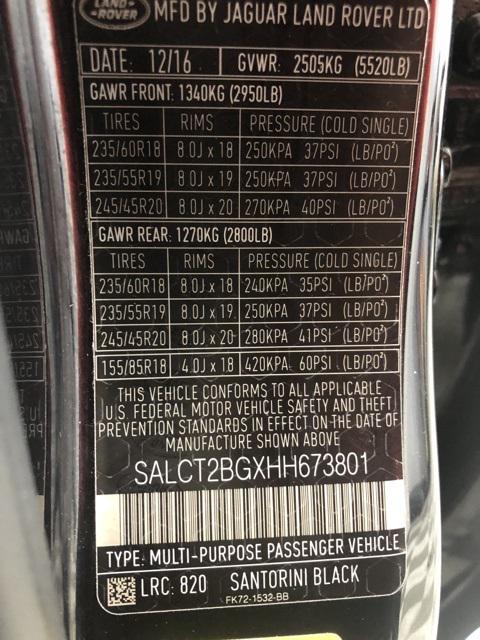 LAND- -ROVER MFD BY JAGUAR LAND ROVER LTD
DATE: 12/16 GVWR: 2505KG (5520LB)
GAWR FRONT: 1340KG (2950LB)
TIRES RIMS PRESSURE (COLD SINGLE)
235/60R18 8.0J x 18 250KPA 37PSI (LB/PO²)
235/55R19 8.0J x 19 250KPA 37PSI (LB/PO²)
245/45R20 8.0J x 20 270KPA 40PSI (LB/PO²)
GAWR REAR: 1270KG (2800LB)
TIRES RIMS PRESSURE (COLD SINGLE)
235/60R18 8.0J x 18 240KPA 35PSI (LB/PO²)
235/55R19 8.0J x 19 250KPA 37PSI (LB/PO²)
245/45R20 8.0J x 20 280KPA 41PSI (LB/PO²)
155/85R18 4.0J x 18 420KPA 60PSI (LB/PO²)
THIS VEHICLE CONFORMS TO ALL APPLICABLE
U.S. FEDERAL MOTOR VEHICLE SAFETY AND THEFT
PREVENTION STANDARDS IN EFFECT ON THE DATE OF
MANUFACTURE SHOWN ABOVE
SALCT2BGXHH673801
TYPE: MULTI-PURPOSE PASSENGER VEHICLE
LRC: 820 SANTORINI BLACK
FK72-1532-BB